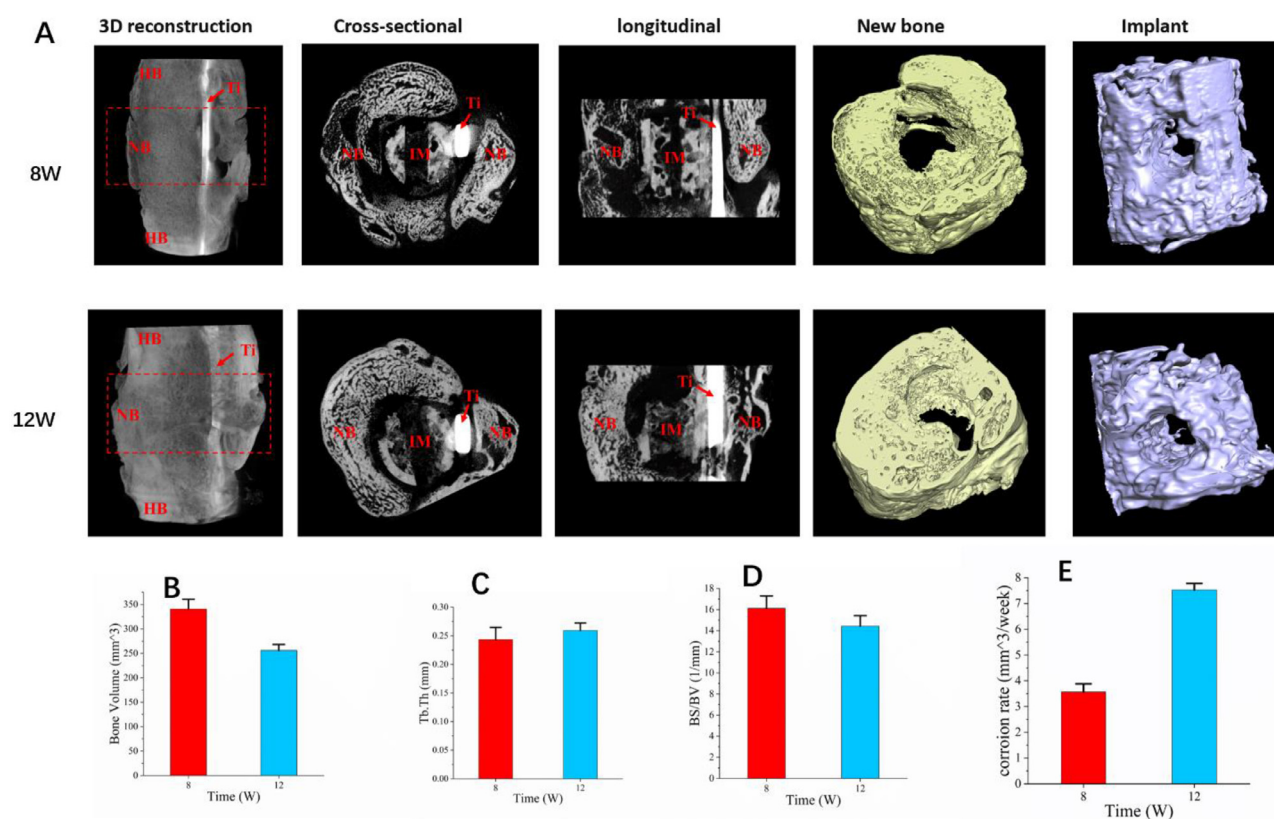 A
3D reconstruction Cross-sectional longitudinal New bone Implant
8W
HB
Ti
NB
HB
Ti
NB IM NB
Ti
NB IM NB
12W
HB
Ti
NB
HB
Ti
NB IM NB
Ti
NB IM NB
B
Bone Volume (mm^3)
350
300
250
200
150
100
50
0
8 12
Time (W)
C
Tb.Th (mm)
0.30
0.25
0.20
0.15
0.10
0.05
0.00
8 12
Time (W)
D
BS/BV (1/mm)
18
16
14
12
10
8
6
4
2
0
8 12
Time (W)
E
corroion rate (mm^3/week)
8
7
6
5
4
3
2
1
0
8 12
Time (W)